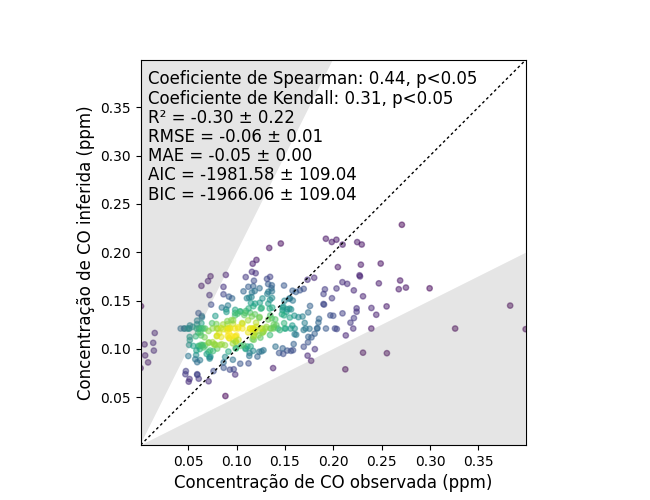 Coeficiente de Spearman: 0.44, p<0.05
Coeficiente de Kendall: 0.31, p<0.05
R² = -0.30 ± 0.22
RMSE = -0.06 ± 0.01
MAE = -0.05 ± 0.00
AIC = -1981.58 ± 109.04
BIC = -1966.06 ± 109.04
Concentração de CO inferida (ppm)
0.35
0.30
0.25
0.20
0.15
0.10
0.05
0.05 0.10 0.15 0.20 0.25 0.30 0.35
Concentração de CO observada (ppm)